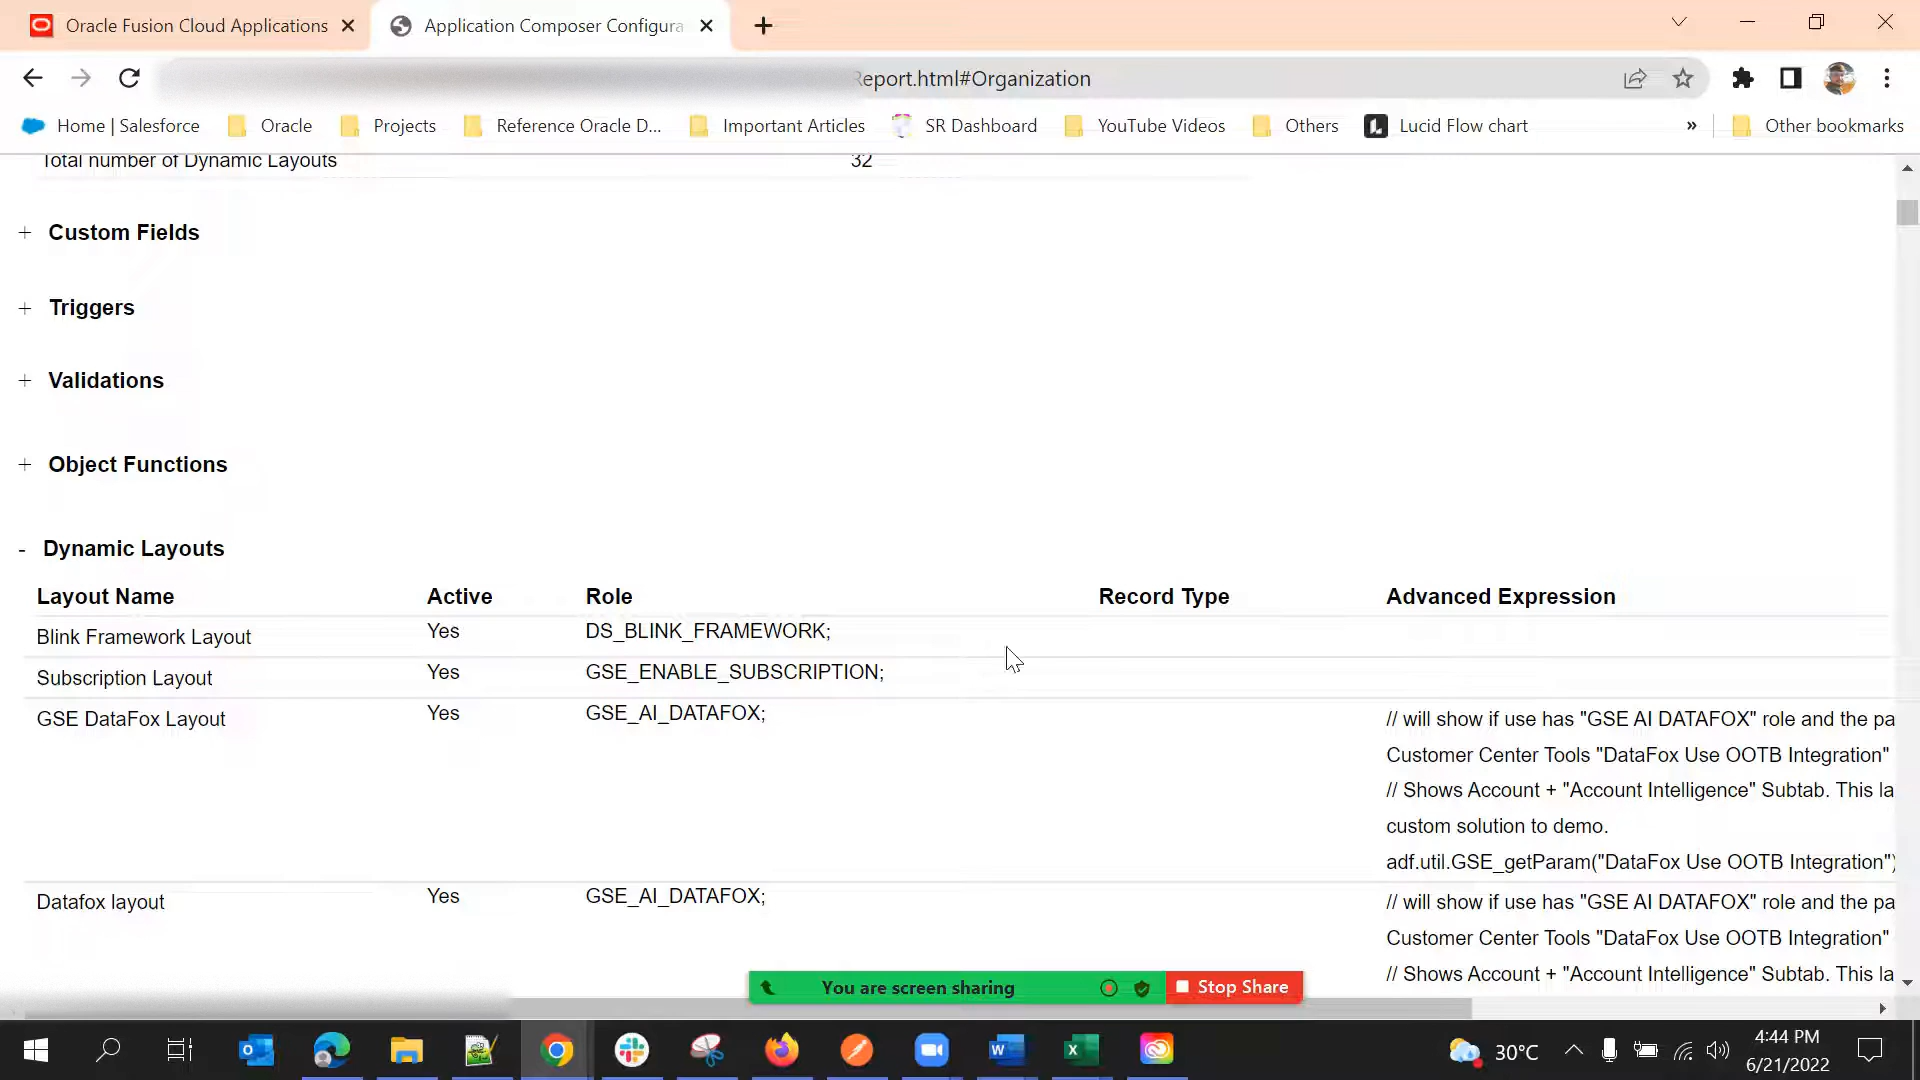 Oracle Fusion Cloud Applications
Application Composer Configura
Report.html#Organization
Home | Salesforce
Oracle
Projects
Reference Oracle D...
Important Articles
SR Dashboard
YouTube Videos
Others
Lucid Flow chart
»
Other bookmarks
Total number of Dynamic Layouts 32
+ Custom Fields
+ Triggers
+ Validations
+ Object Functions
- Dynamic Layouts
Layout Name Active Role Record Type Advanced Expression
Blink Framework Layout Yes DS_BLINK_FRAMEWORK;
Subscription Layout Yes GSE_ENABLE_SUBSCRIPTION;
GSE DataFox Layout Yes GSE_AI_DATAFOX; // will show if use has "GSE AI DATAFOX" role and the pa
Customer Center Tools "DataFox Use OOTB Integration"
// Shows Account + "Account Intelligence" Subtab. This la
custom solution to demo.
adf.util.GSE_getParam("DataFox Use OOTB Integration")
Datafox layout Yes GSE_AI_DATAFOX; // will show if use has "GSE AI DATAFOX" role and the pa
Customer Center Tools "DataFox Use OOTB Integration"
// Shows Account + "Account Intelligence" Subtab. This la
You are screen sharing
Stop Share
30°C
4:44 PM
6/21/2022